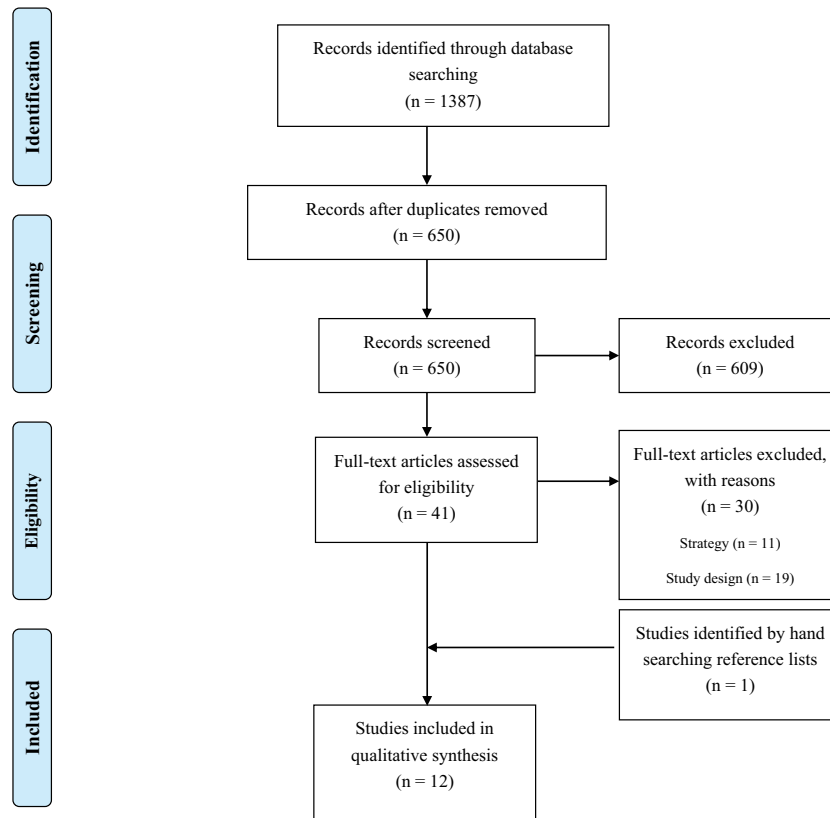 Identification
Records identified through database
searching
(n = 1387)
Records after duplicates removed
(n = 650)
Screening
Records screened
(n = 650)
Records excluded
(n = 609)
Eligibility
Full-text articles assessed
for eligibility
(n = 41)
Full-text articles excluded,
with reasons
(n = 30)
Strategy (n = 11)
Study design (n = 19)
Studies identified by hand
searching reference lists
(n = 1)
Included
Studies included in
qualitative synthesis
(n = 12)